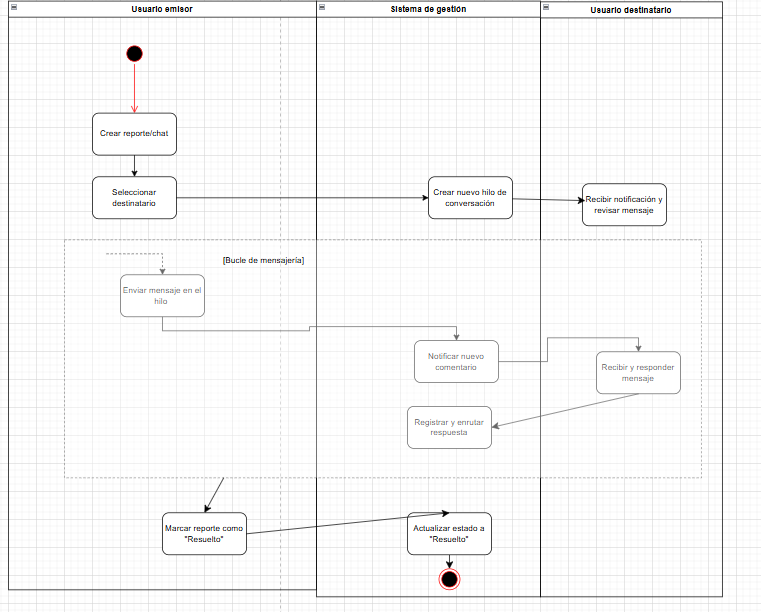 Usuario emisor
Sistema de gestión
Usuario destinatario
Crear reporte/chat
Seleccionar
destinatario
Crear nuevo hilo de
conversación
Recibir notificación y
revisar mensaje
[Bucle de mensajería]
Enviar mensaje en el
hilo
Notificar nuevo
comentario
Recibir y responder
mensaje
Registrar y enrutar
respuesta
Marcar reporte como
"Resuelto"
Actualizar estado a
"Resuelto"